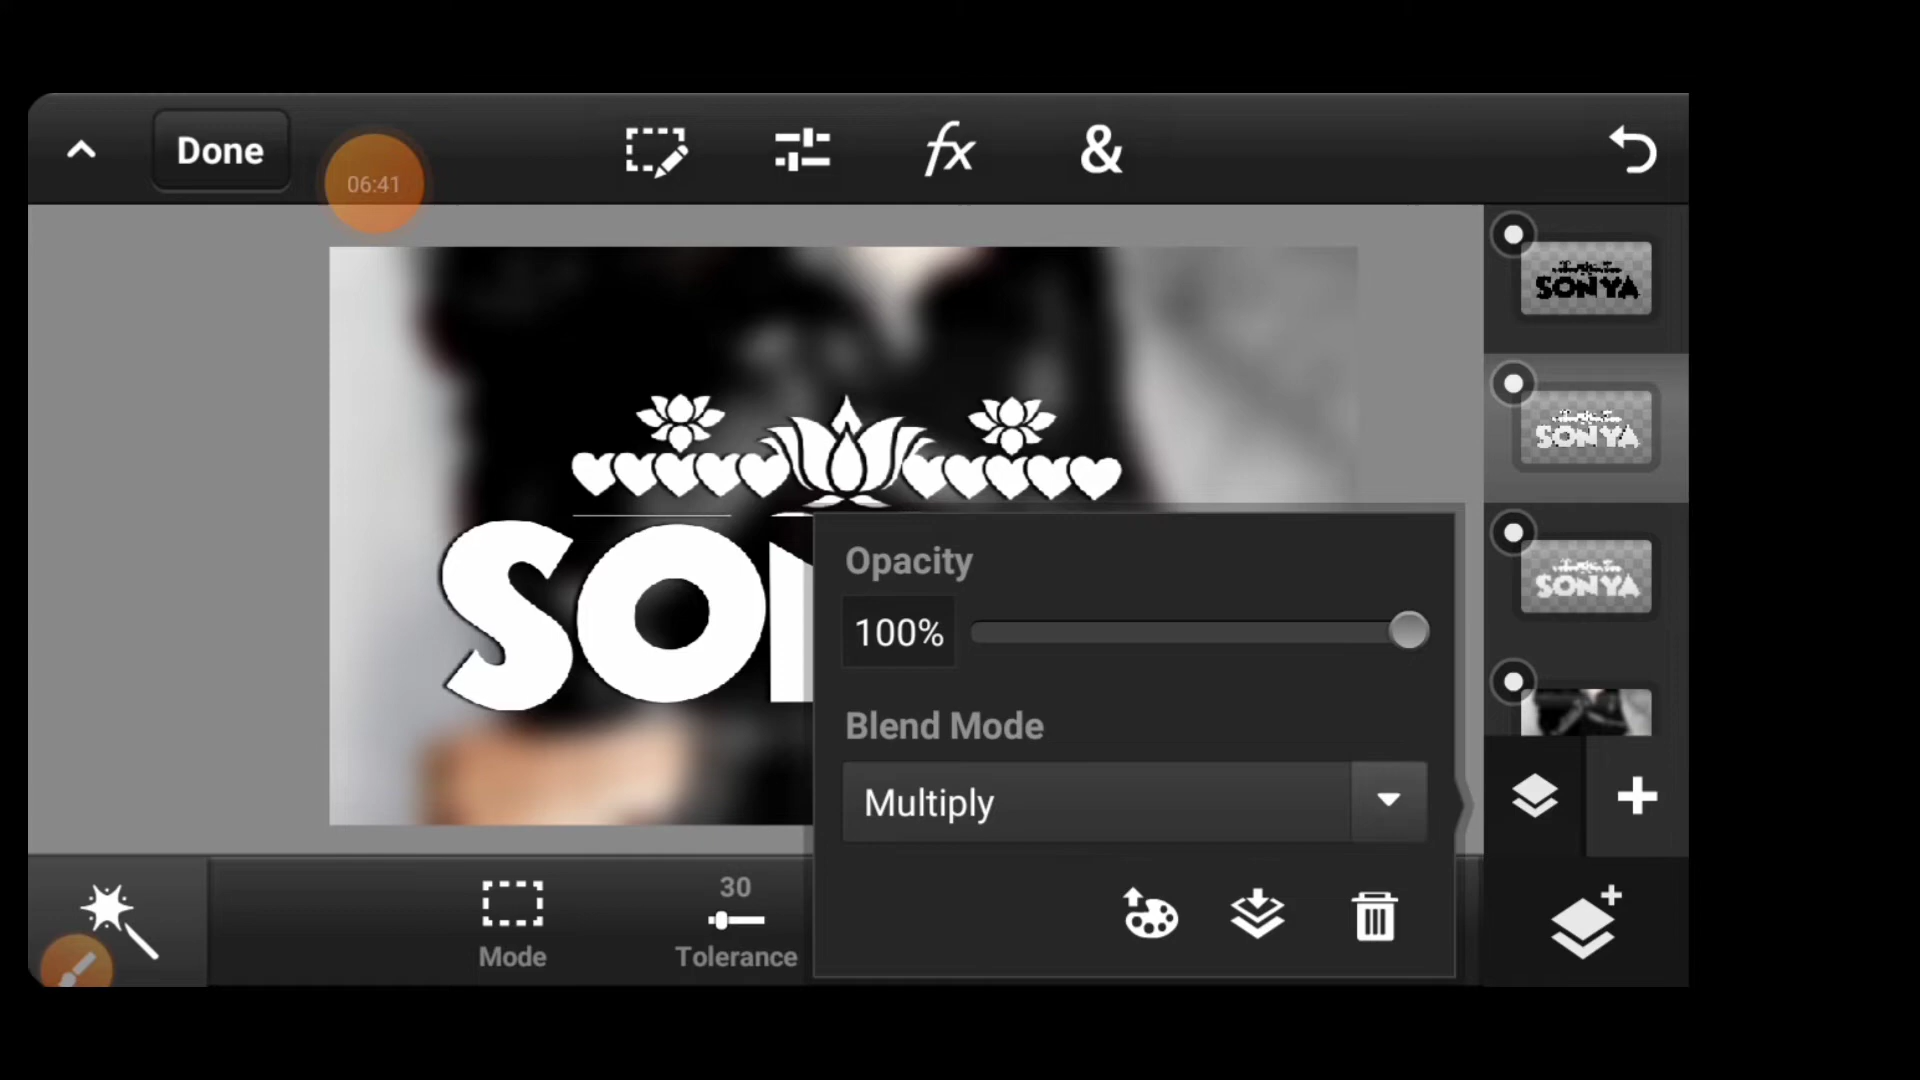 Done
06:41
&
SONYA
SONYA
SONYA
SO
Opacity
100%
Blend Mode
Multiply
30
Mode
Tolerance